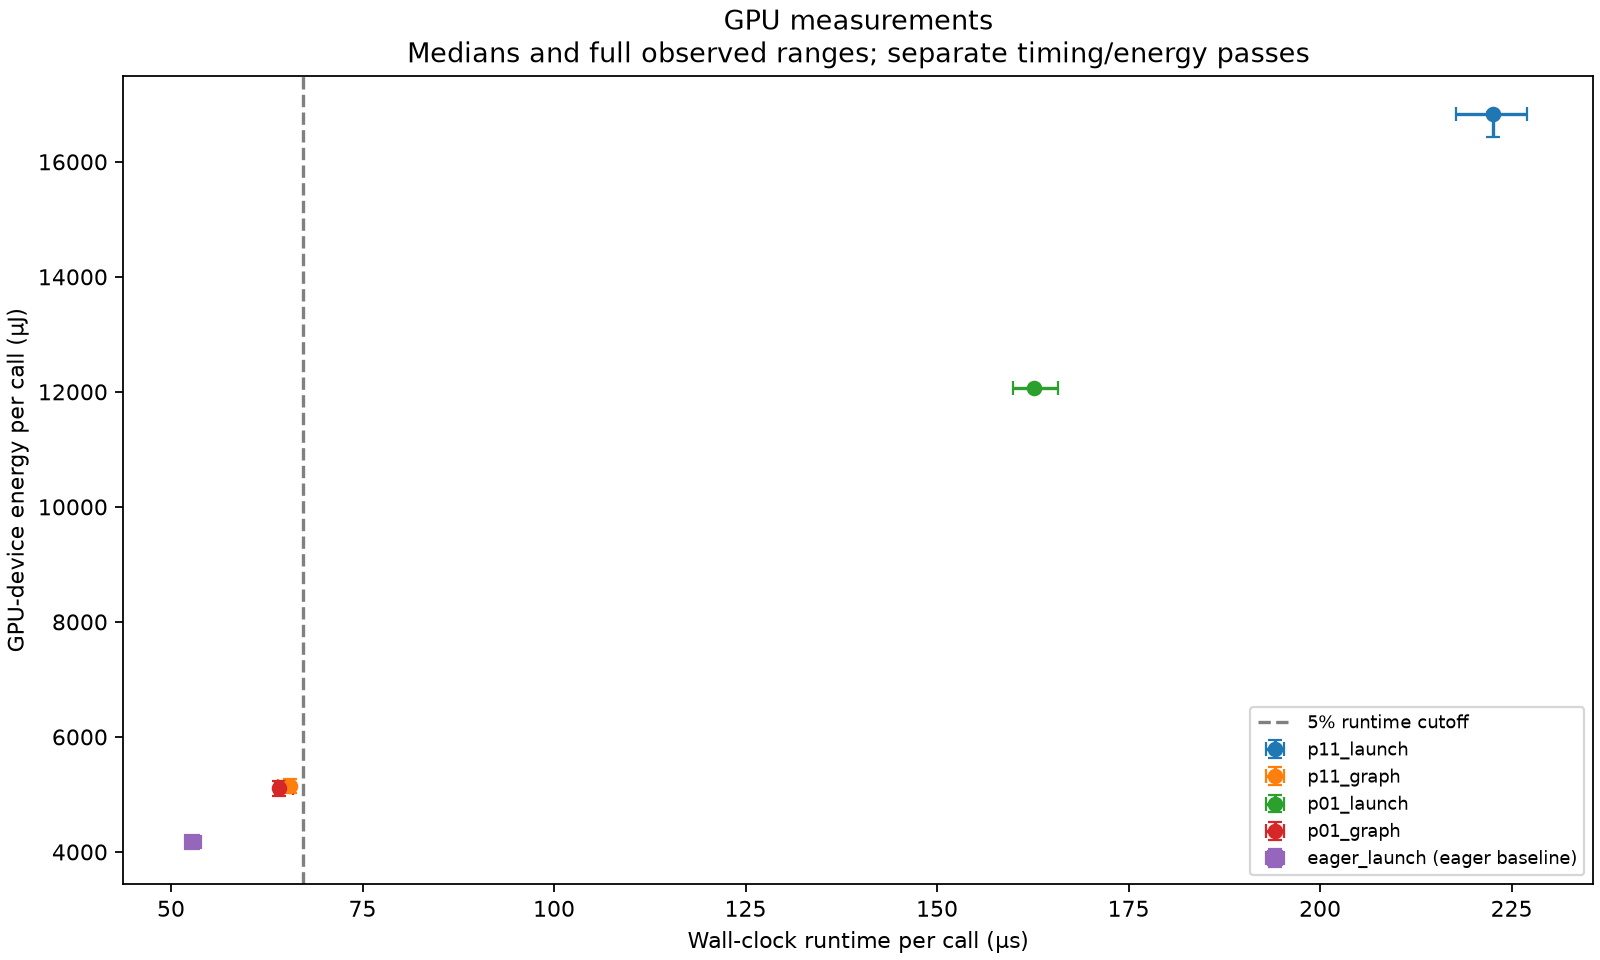 GPU measurements
Medians and full observed ranges; separate timing/energy passes
GPU-device energy per call (µJ)
16000
14000
12000
10000
8000
6000
4000
5% runtime cutoff
p11_launch
p11_graph
p01_launch
p01_graph
eager_launch (eager baseline)
50 75 100 125 150 175 200 225
Wall-clock runtime per call (µs)